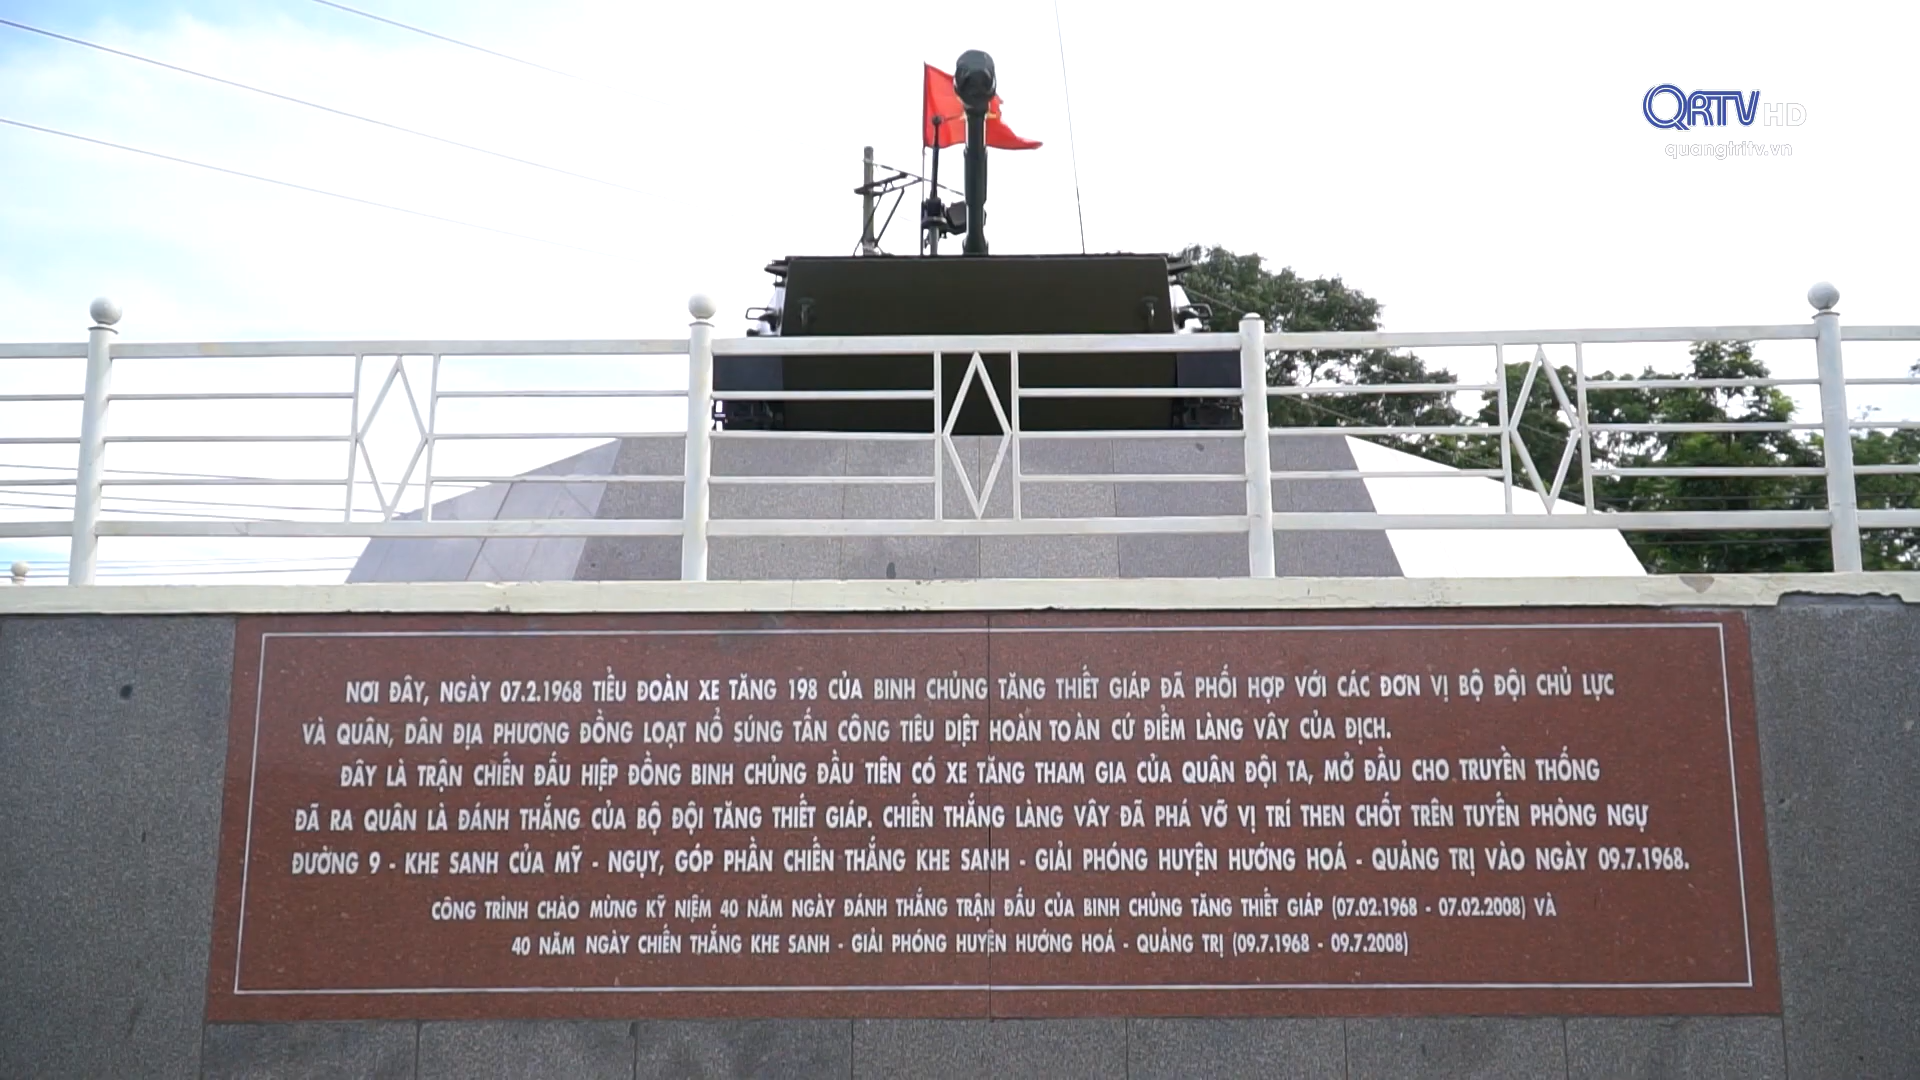 QRTV HD
quangtritv.vn
NƠI ĐÂY, NGÀY 07.2.1968 TIỂU ĐOÀN XE TĂNG 198 CỦA BINH CHỦNG TĂNG THIẾT GIÁP ĐÃ PHỐI HỢP VỚI CÁC ĐƠN VỊ BỘ ĐỘI CHỦ LỰC
VÀ QUÂN, DÂN ĐỊA PHƯƠNG ĐỒNG LOẠT NỔ SÚNG TẤN CÔNG TIÊU DIỆT HOÀN TOÀN CỨ ĐIỂM LÀNG VÂY CỦA ĐỊCH.
ĐÂY LÀ TRẬN CHIẾN ĐẤU HIỆP ĐỒNG BINH CHỦNG ĐẦU TIÊN CÓ XE TĂNG THAM GIA CỦA QUÂN ĐỘI TA, MỞ ĐẦU CHO TRUYỀN THỐNG
ĐÃ RA QUÂN LÀ ĐÁNH THẮNG CỦA BỘ ĐỘI TĂNG THIẾT GIÁP. CHIẾN THẮNG LÀNG VÂY ĐÃ PHÁ VỠ VỊ TRÍ THEN CHỐT TRÊN TUYẾN PHÒNG NGỰ
ĐƯỜNG 9 - KHE SANH CỦA MỸ - NGỤY, GÓP PHẦN CHIẾN THẮNG KHE SANH - GIẢI PHÓNG HUYỆN HƯỚNG HOÁ - QUẢNG TRỊ VÀO NGÀY 09.7.1968.
CÔNG TRÌNH CHÀO MỪNG KỶ NIỆM 40 NĂM NGÀY ĐÁNH THẮNG TRẬN ĐẦU CỦA BINH CHỦNG TĂNG THIẾT GIÁP (07.02.1968 - 07.02.2008) VÀ
40 NĂM NGÀY CHIẾN THẮNG KHE SANH - GIẢI PHÓNG HUYỆN HƯỚNG HOÁ - QUẢNG TRỊ (09.7.1968 - 09.7.2008)